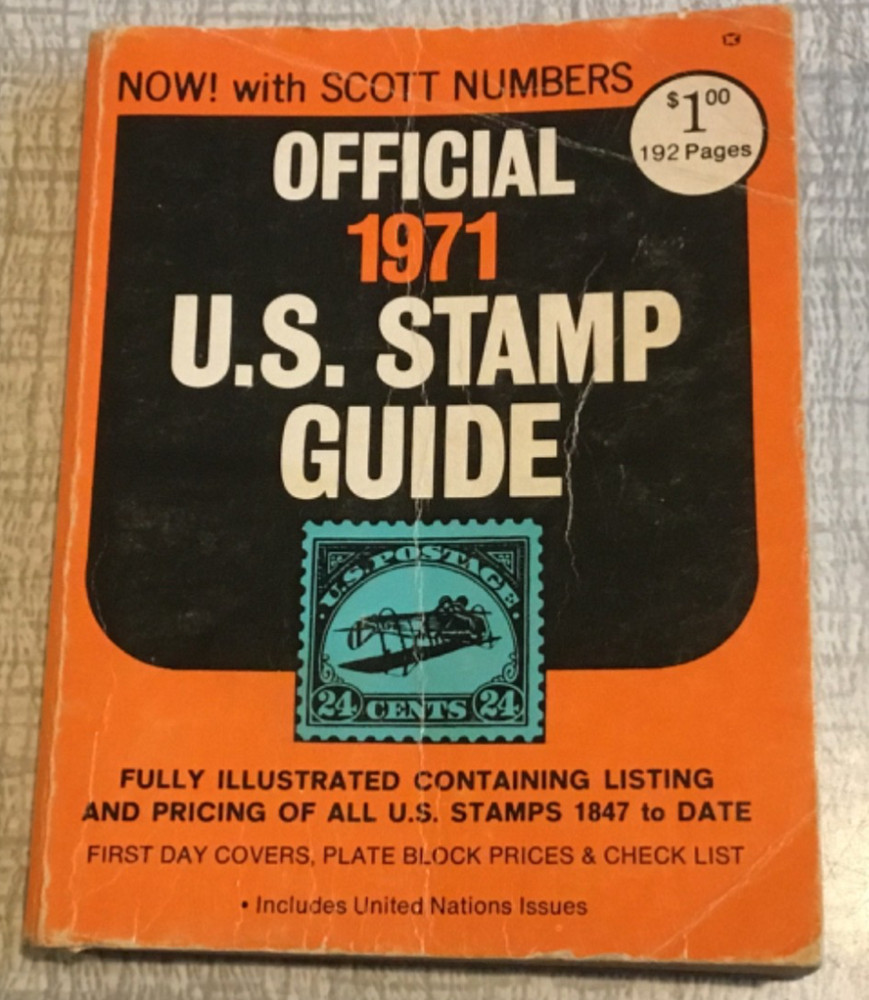 NOW! with SCOTT NUMBERS
$1.00
192 Pages
OFFICIAL
1971
U.S. STAMP
GUIDE
U.S. POSTAGE
24 CENTS 24
FULLY ILLUSTRATED CONTAINING LISTING
AND PRICING OF ALL U.S. STAMPS 1847 to DATE
FIRST DAY COVERS, PLATE BLOCK PRICES & CHECK LIST
• Includes United Nations Issues